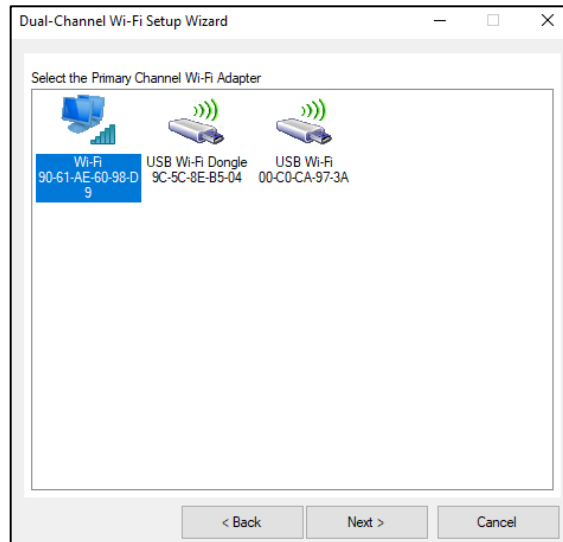 Dual-Channel Wi-Fi Setup Wizard
Select the Primary Channel Wi-Fi Adapter
Wi-Fi
90-61-AE-60-98-D
9
USB Wi-Fi Dongle
9C-5C-8E-B5-04
USB Wi-Fi
00-C0-CA-97-3A
< Back
Next >
Cancel